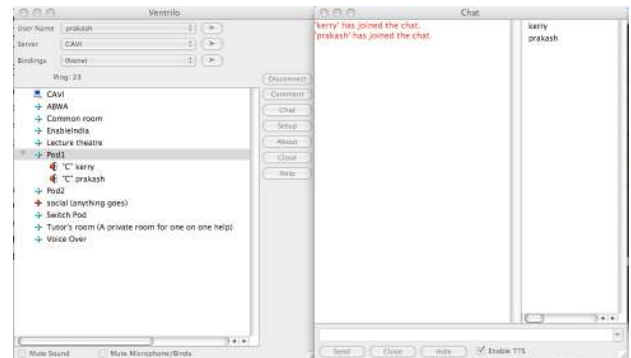 Ventrilo
User Name prakash
Server CAVI
Bindings (None)
Ping: 23
CAVI
ABWA
Common room
EnableIndia
Lecture theatre
Pod1
"C" kerry
"C" prakash
Pod2
social (anything goes)
Switch Pod
Tutor's room (A private room for one on one help)
Voice Over
Disconnect
Comment
Chat
Setup
About
Close
Help
Mute Sound Mute Microphone/Binds
Chat
'kerry' has joined the chat.
'prakash' has joined the chat.
kerry
prakash
Send Close Hide Enable TTS